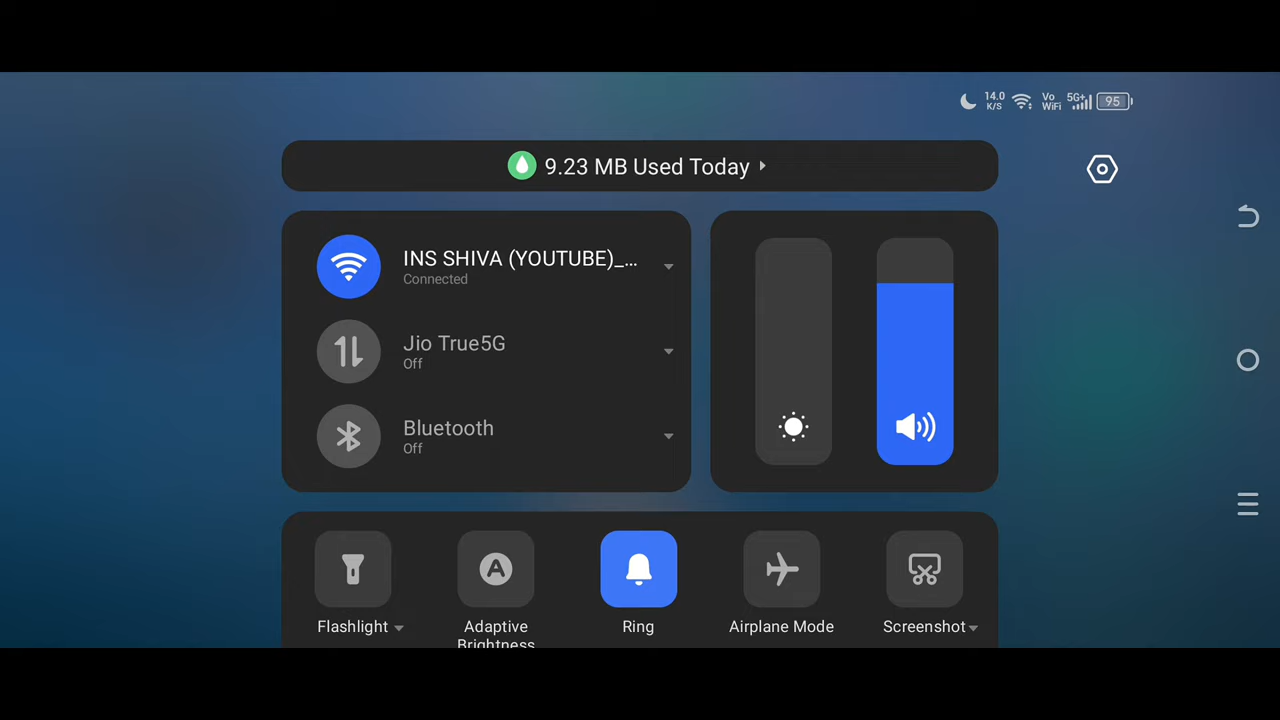 14.0
K/S
Vo
WiFi
5G+
95
9.23 MB Used Today
INS SHIVA (YOUTUBE)_...
Connected
Jio True5G
Off
Bluetooth
Off
A
Flashlight
Adaptive
Brightness
Ring
Airplane Mode
Screenshot